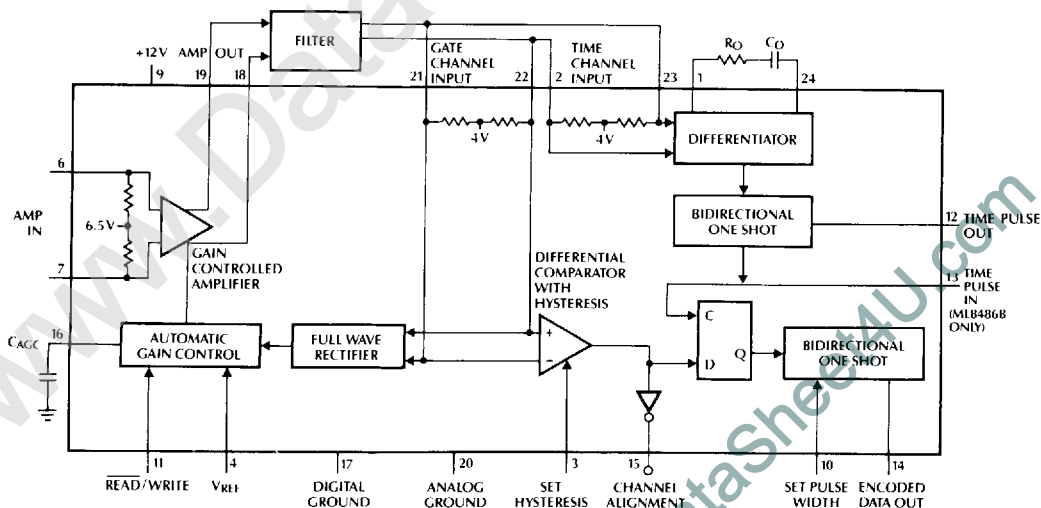 FILTER
RO
CO
+12V
AMP OUT
9
19
18
GATE
CHANNEL
INPUT
21
22
2
TIME
CHANNEL
INPUT
23
1
24
4V
4V
DIFFERENTIATOR
6
AMP
IN
6.5V
7
GAIN
CONTROLLED
AMPLIFIER
BIDIRECTIONAL
ONE SHOT
12
TIME PULSE
OUT
DIFFERENTIAL
COMPARATOR
WITH
HYSTERESIS
13
TIME
PULSE
IN
(ML8486B
ONLY)
CAGC
16
AUTOMATIC
GAIN CONTROL
FULL WAVE
RECTIFIER
+
−
C
D
Q
BIDIRECTIONAL
ONE SHOT
11
4
17
20
3
15
10
14
READ/WRITE
VREF
DIGITAL
GROUND
ANALOG
GROUND
SET
HYSTERESIS
CHANNEL
ALIGNMENT
SET PULSE
WIDTH
ENCODED
DATA OUT
www.Data
DataSheet4U.com